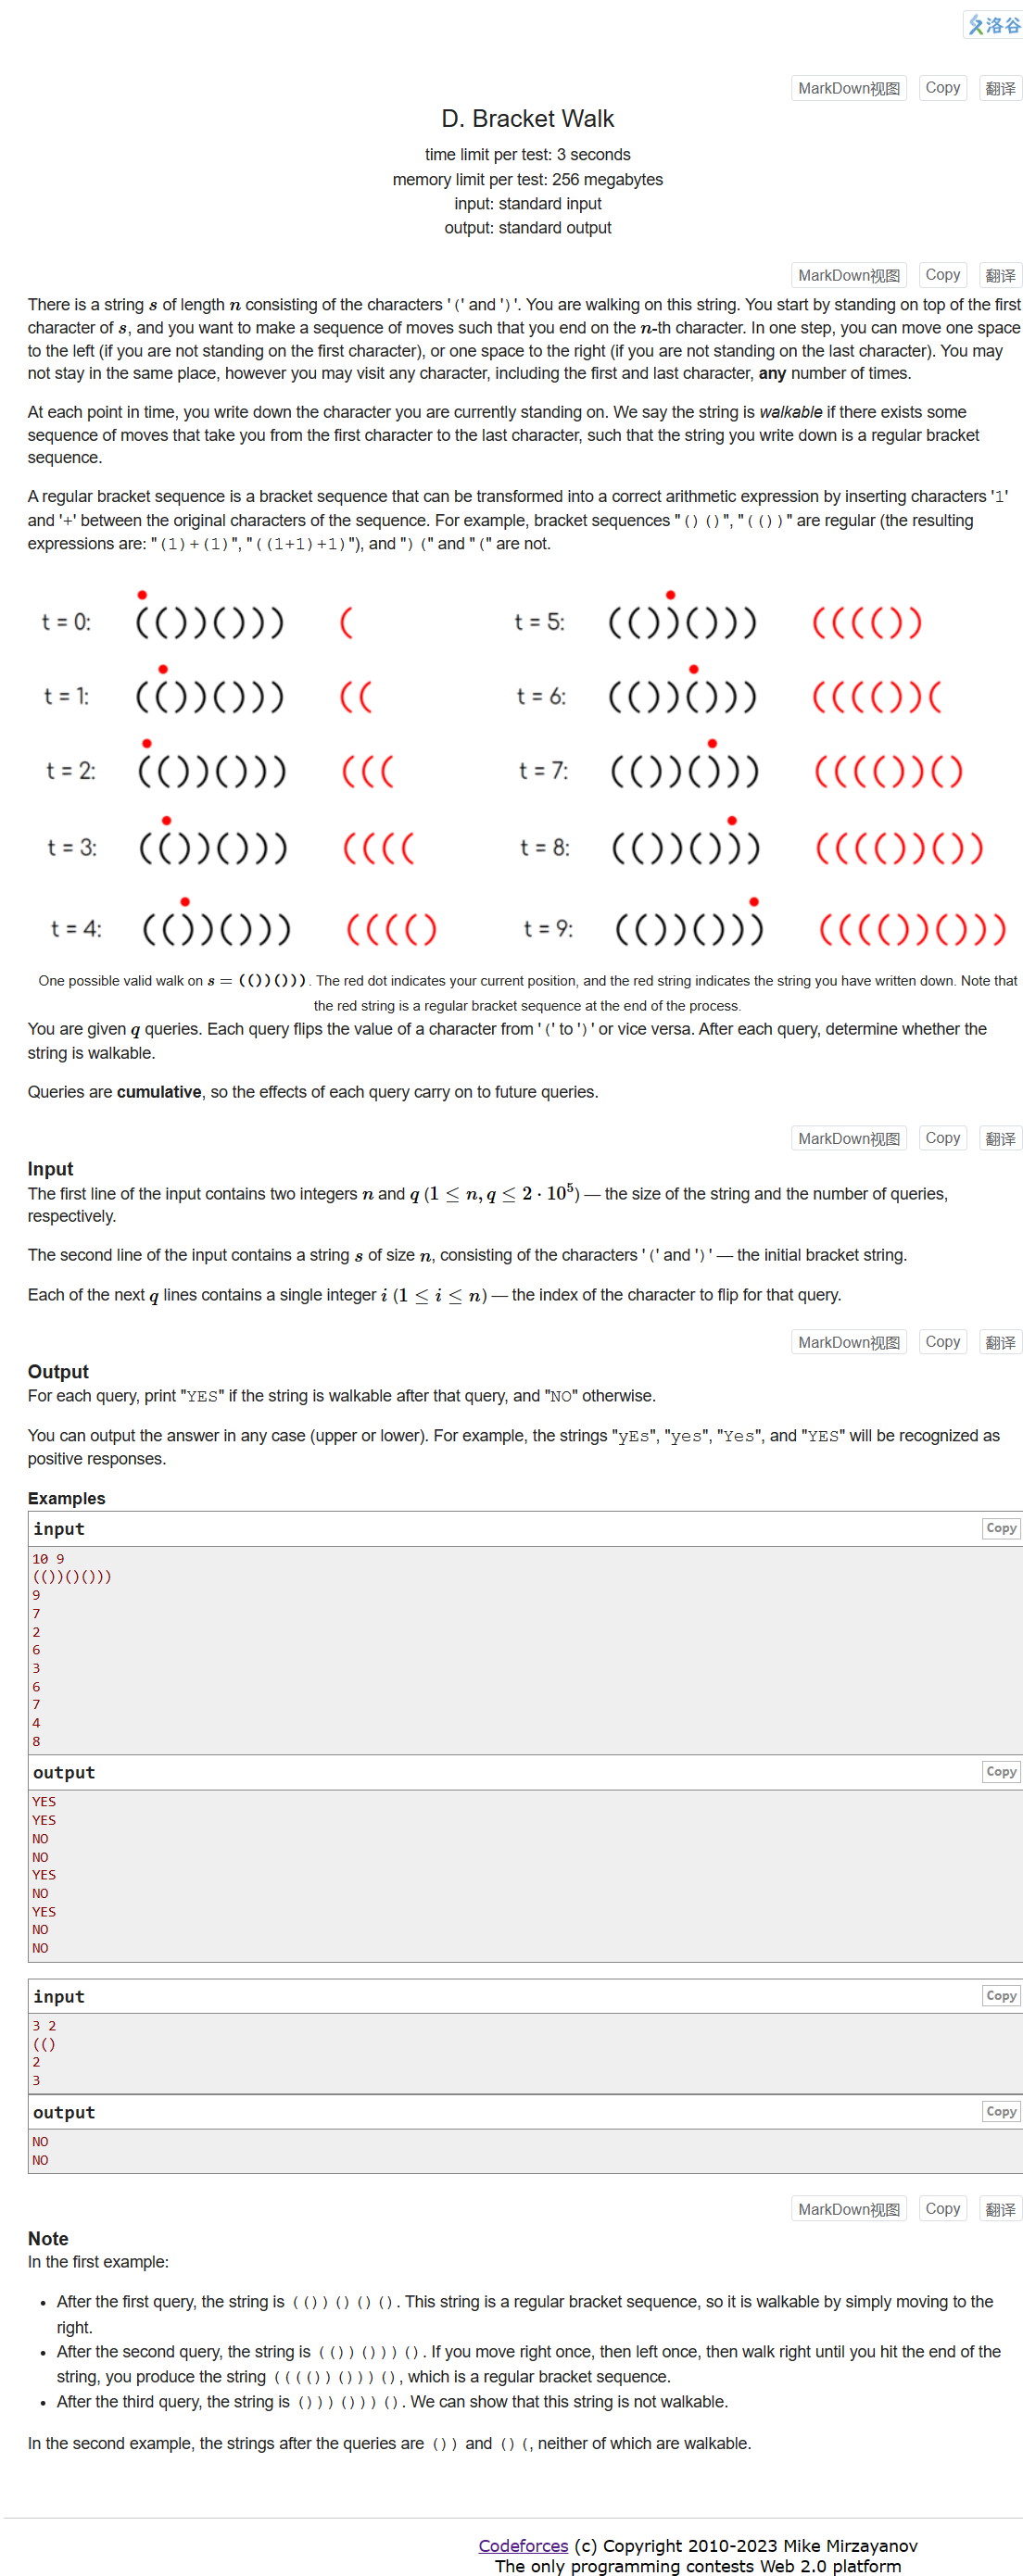 洛谷
MarkDown视图 Copy 翻译
D. Bracket Walk
time limit per test: 3 seconds
memory limit per test: 256 megabytes
input: standard input
output: standard output
MarkDown视图 Copy 翻译
There is a string s of length n consisting of the characters '(' and ')'. You are walking on this string. You start by standing on top of the first
character of s, and you want to make a sequence of moves such that you end on the n-th character. In one step, you can move one space
to the left (if you are not standing on the first character), or one space to the right (if you are not standing on the last character). You may
not stay in the same place, however you may visit any character, including the first and last character, any number of times.
At each point in time, you write down the character you are currently standing on. We say the string is walkable if there exists some
sequence of moves that take you from the first character to the last character, such that the string you write down is a regular bracket
sequence.
A regular bracket sequence is a bracket sequence that can be transformed into a correct arithmetic expression by inserting characters '1'
and '+' between the original characters of the sequence. For example, bracket sequences "()()", "(())" are regular (the resulting
expressions are: "(1)+(1)", "((1+1)+1)"), and ")(" and "(" are not.
t = 0: (())())) ( t = 5: (())())) (((())
t = 1: (())())) (( t = 6: (())())) (((())(
t = 2: (())())) ((( t = 7: (())())) (((())()
t = 3: (())())) (((( t = 8: (())())) (((())())
t = 4: (())())) (((() t = 9: (())())) (((())()))
One possible valid walk on s = (())())). The red dot indicates your current position, and the red string indicates the string you have written down. Note that
the red string is a regular bracket sequence at the end of the process.
You are given q queries. Each query flips the value of a character from '(' to ')' or vice versa. After each query, determine whether the
string is walkable.
Queries are cumulative, so the effects of each query carry on to future queries.
MarkDown视图 Copy 翻译
Input
The first line of the input contains two integers n and q (1 ≤ n, q ≤ 2 · 10⁵) — the size of the string and the number of queries,
respectively.
The second line of the input contains a string s of size n, consisting of the characters '(' and ')' — the initial bracket string.
Each of the next q lines contains a single integer i (1 ≤ i ≤ n) — the index of the character to flip for that query.
MarkDown视图 Copy 翻译
Output
For each query, print "YES" if the string is walkable after that query, and "NO" otherwise.
You can output the answer in any case (upper or lower). For example, the strings "yEs", "yes", "Yes", and "YES" will be recognized as
positive responses.
Examples
input Copy
10 9
(())()()))
9
7
2
6
3
6
7
4
8
output Copy
YES
YES
NO
NO
YES
NO
YES
NO
NO
input Copy
3 2
(()
2
3
output Copy
NO
NO
MarkDown视图 Copy 翻译
Note
In the first example:
• After the first query, the string is (())()()(). This string is a regular bracket sequence, so it is walkable by simply moving to the
right.
• After the second query, the string is (())()))(). If you move right once, then left once, then walk right until you hit the end of the
string, you produce the string (((())()))(), which is a regular bracket sequence.
• After the third query, the string is ()))()))(). We can show that this string is not walkable.
In the second example, the strings after the queries are ()) and ()(, neither of which are walkable.
Codeforces (c) Copyright 2010-2023 Mike Mirzayanov
The only programming contests Web 2.0 platform